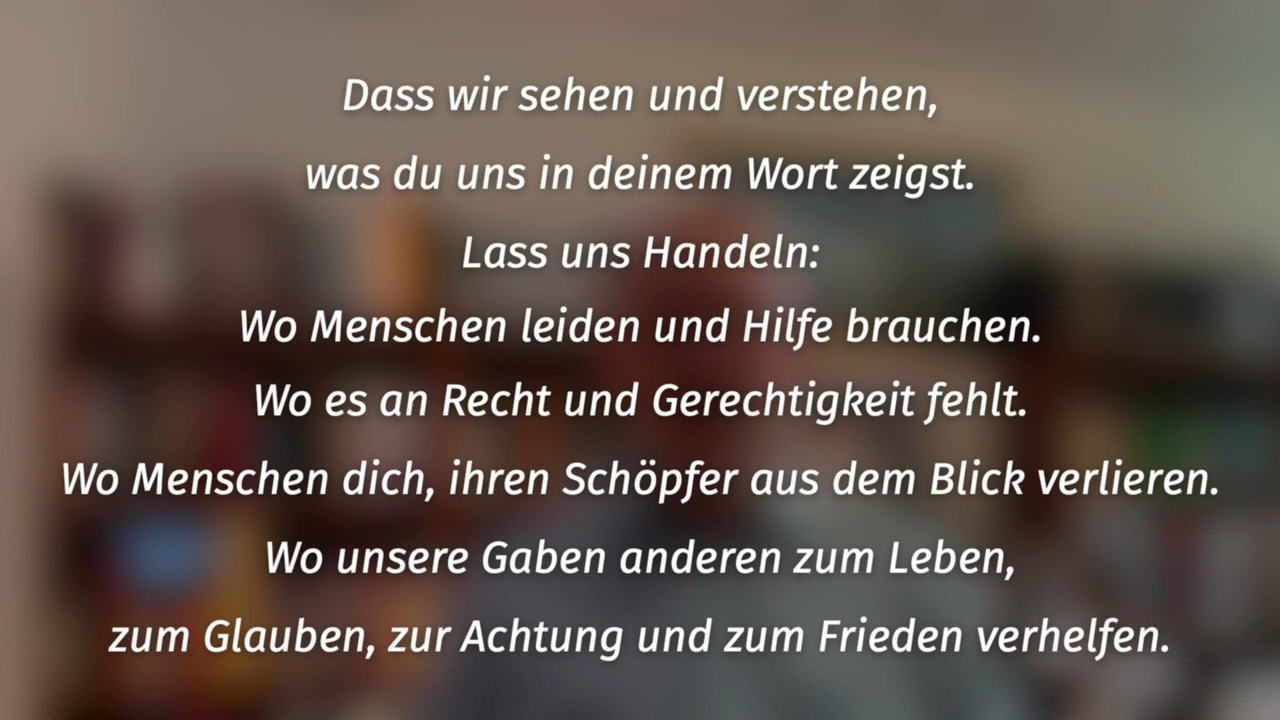 Dass wir sehen und verstehen,
was du uns in deinem Wort zeigst.
Lass uns Handeln:
Wo Menschen leiden und Hilfe brauchen.
Wo es an Recht und Gerechtigkeit fehlt.
Wo Menschen dich, ihren Schöpfer aus dem Blick verlieren.
Wo unsere Gaben anderen zum Leben,
zum Glauben, zur Achtung und zum Frieden verhelfen.